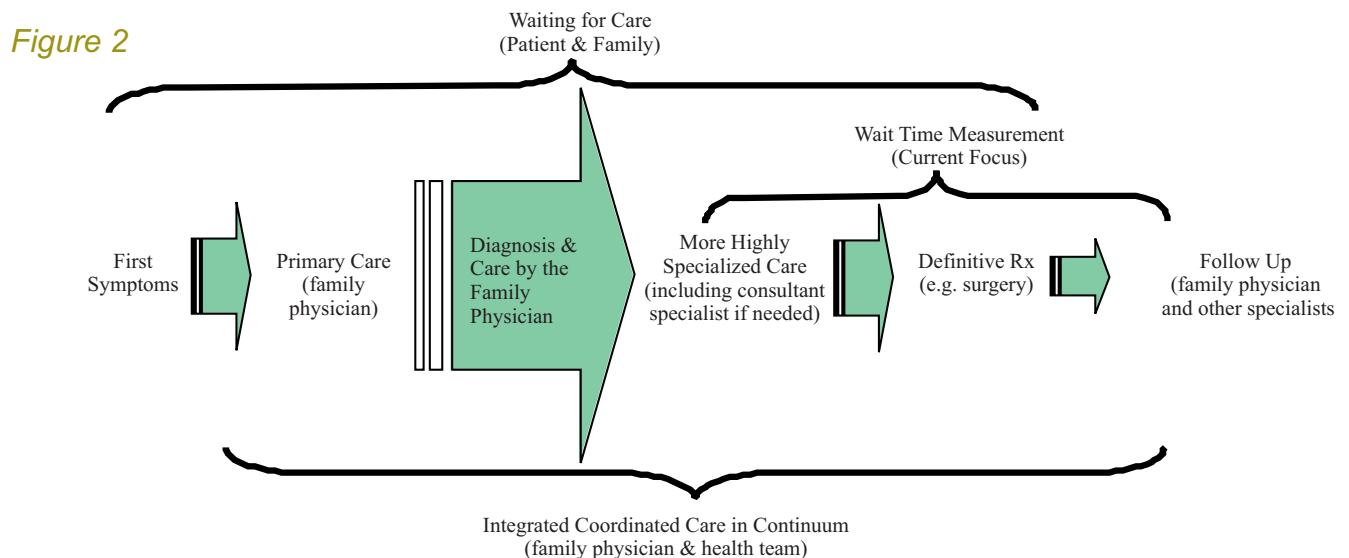 Figure 2
Waiting for Care
(Patient & Family)
Wait Time Measurement
(Current Focus)
First
Symptoms
Primary Care
(family
physician)
Diagnosis &
Care by the
Family
Physician
More Highly
Specialized Care
(including consultant
specialist if needed)
Definitive Rx
(e.g. surgery)
Follow Up
(family physician
and other specialists
Integrated Coordinated Care in Continuum
(family physician & health team)